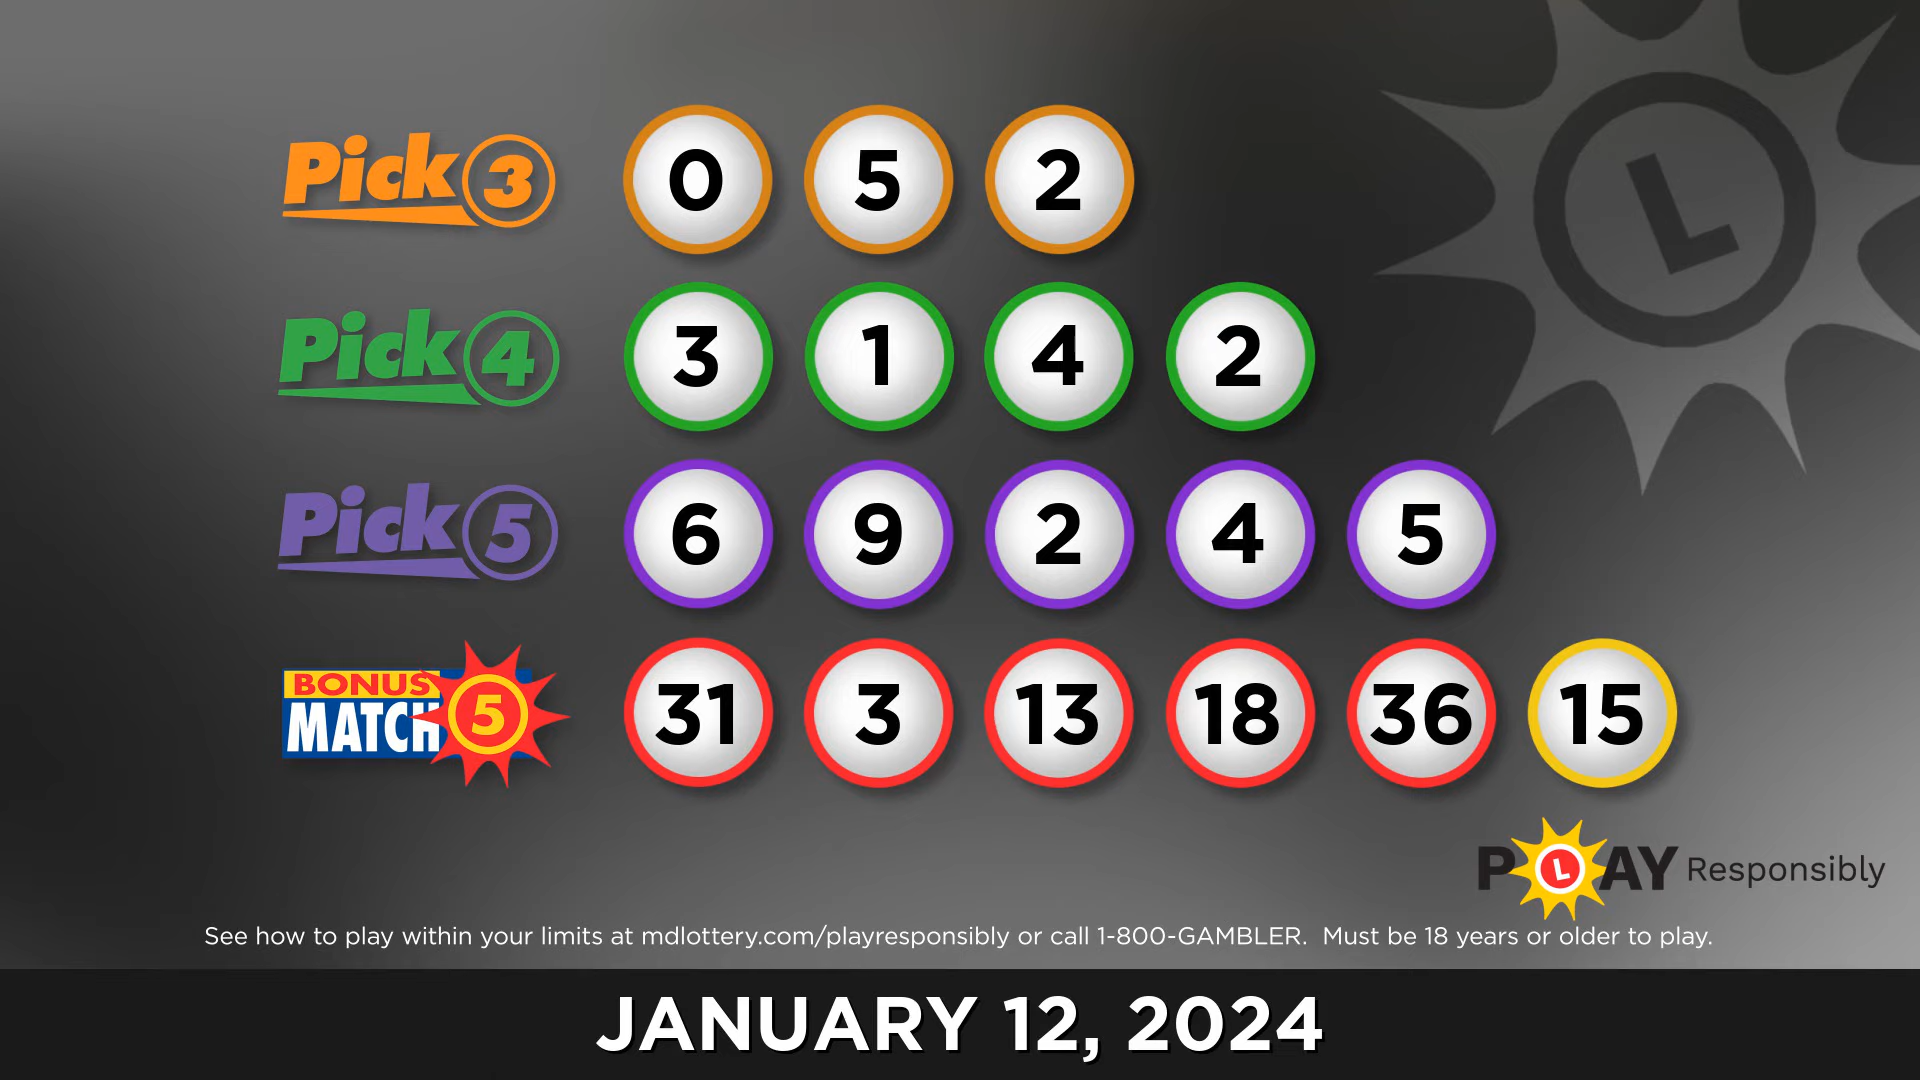 L
Pick 3 0 5 2
Pick 4 3 1 4 2
Pick 5 6 9 2 4 5
BONUS
MATCH 5 31 3 13 18 36 15
PLAY Responsibly
See how to play within your limits at mdlottery.com/playresponsibly or call 1-800-GAMBLER. Must be 18 years or older to play.
JANUARY 12, 2024